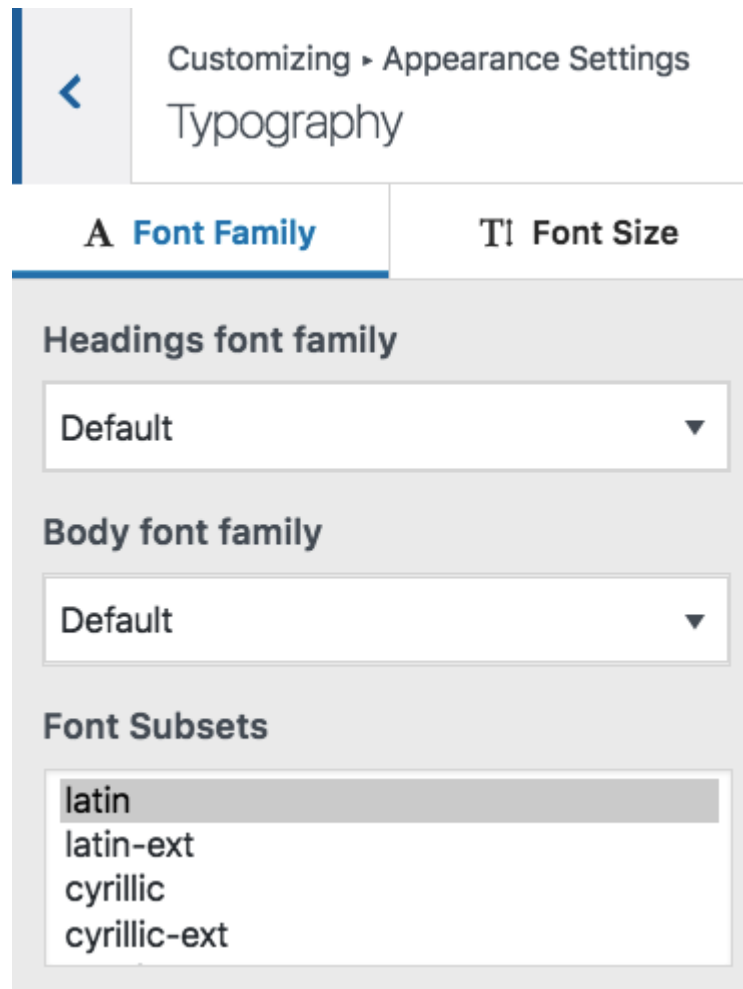 Customizing ▸ Appearance Settings
Typography
A Font Family
T Font Size
Headings font family
Default
Body font family
Default
Font Subsets
latin
latin-ext
cyrillic
cyrillic-ext